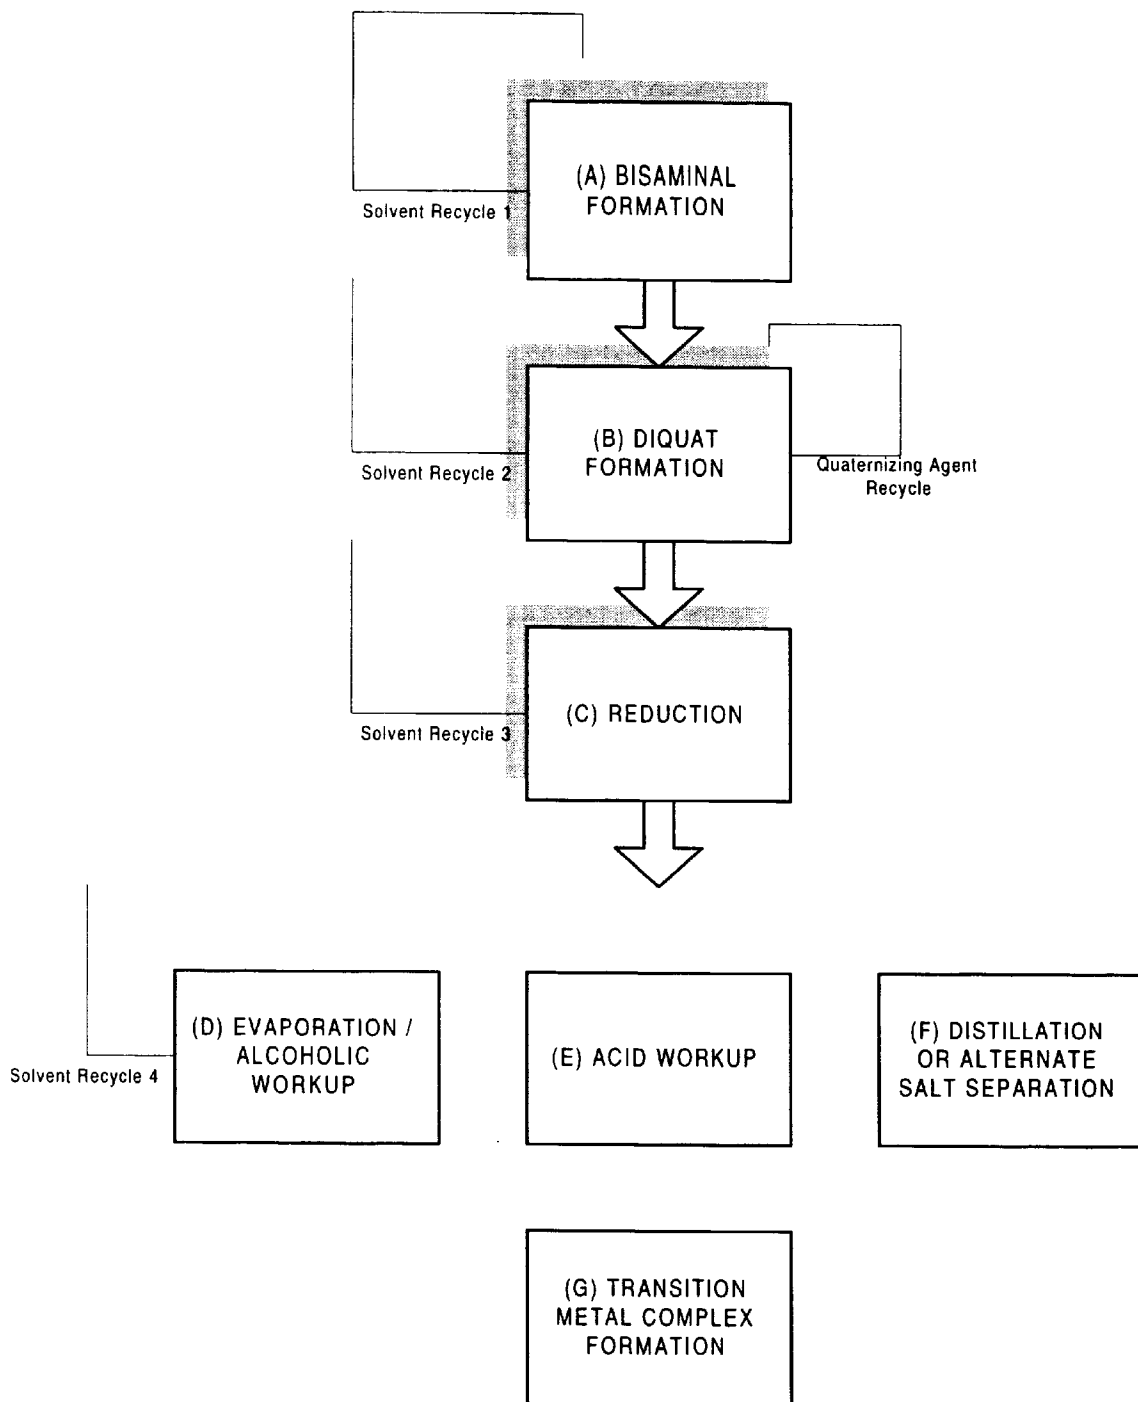 (A) BISAMINAL
FORMATION
Solvent Recycle 1
(B) DIQUAT
FORMATION
Solvent Recycle 2
Quaternizing Agent
Recycle
(C) REDUCTION
Solvent Recycle 3
(D) EVAPORATION /
ALCOHOLIC
WORKUP
Solvent Recycle 4
(E) ACID WORKUP
(F) DISTILLATION
OR ALTERNATE
SALT SEPARATION
(G) TRANSITION
METAL COMPLEX
FORMATION